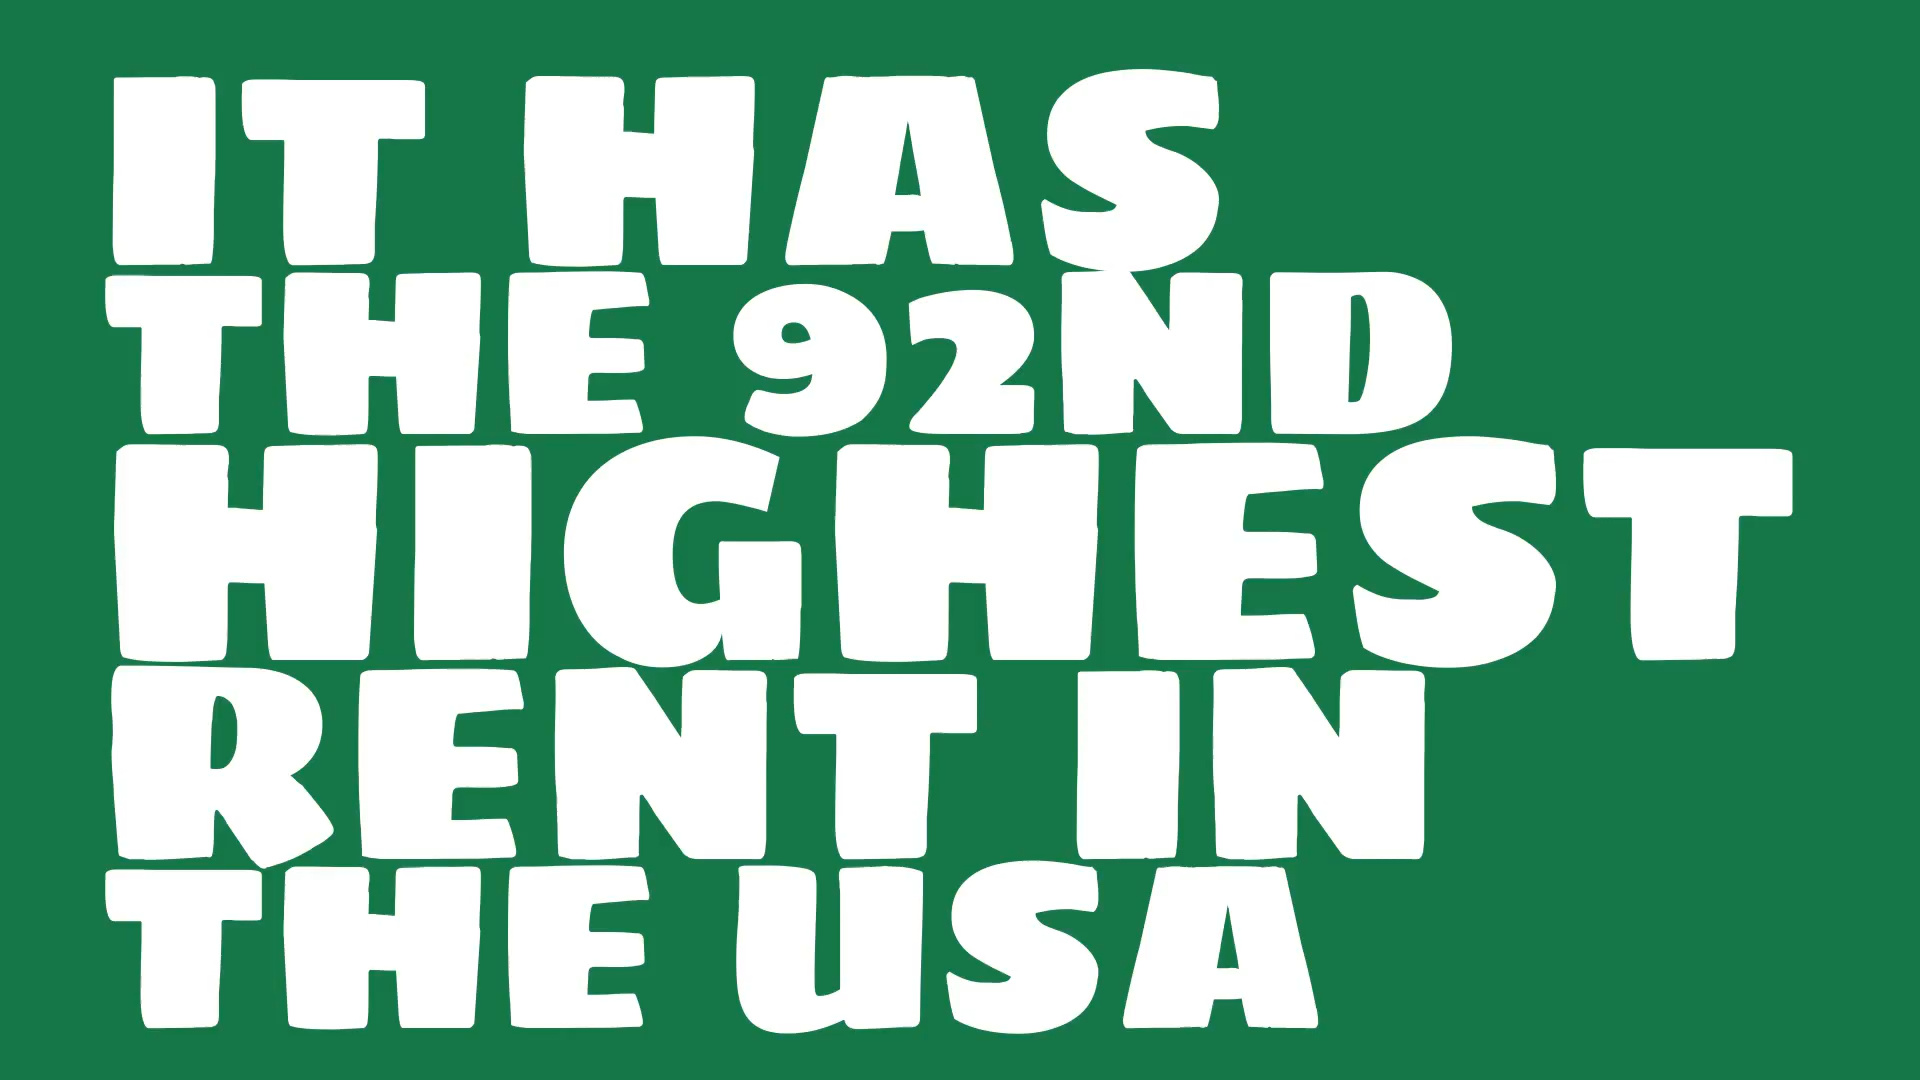 IT HAS
THE 92ND
HIGHEST
RENT IN
THE USA